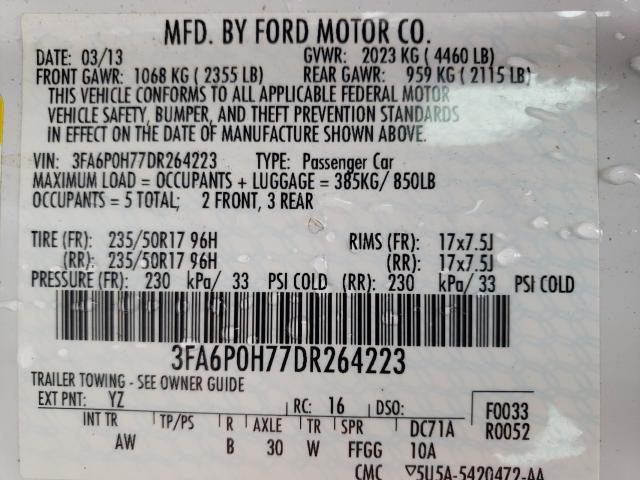 MFD. BY FORD MOTOR CO.
DATE: 03/13 GVWR: 2023 KG ( 4460 LB)
FRONT GAWR: 1068 KG ( 2355 LB) REAR GAWR: 959 KG ( 2115 LB)
THIS VEHICLE CONFORMS TO ALL APPLICABLE FEDERAL MOTOR
VEHICLE SAFETY, BUMPER, AND THEFT PREVENTION STANDARDS
IN EFFECT ON THE DATE OF MANUFACTURE SHOWN ABOVE.
VIN: 3FA6P0H77DR264223 TYPE: Passenger Car
MAXIMUM LOAD = OCCUPANTS + LUGGAGE = 385KG/ 850LB
OCCUPANTS = 5 TOTAL; 2 FRONT, 3 REAR
TIRE (FR): 235/50R17 96H RIMS (FR): 17x7.5J
(RR): 235/50R17 96H (RR): 17x7.5J
PRESSURE (FR): 230 kPa/ 33 PSI COLD (RR): 230 kPa/ 33 PSI COLD
3FA6P0H77DR264223
TRAILER TOWING - SEE OWNER GUIDE
EXT PNT: YZ RC: 16 DSO: F0033
INT TR TP/PS R AXLE TR SPR DC71A R0052
AW B 30 W FFGG 10A
CMC ▽5U5A-5420472-AA